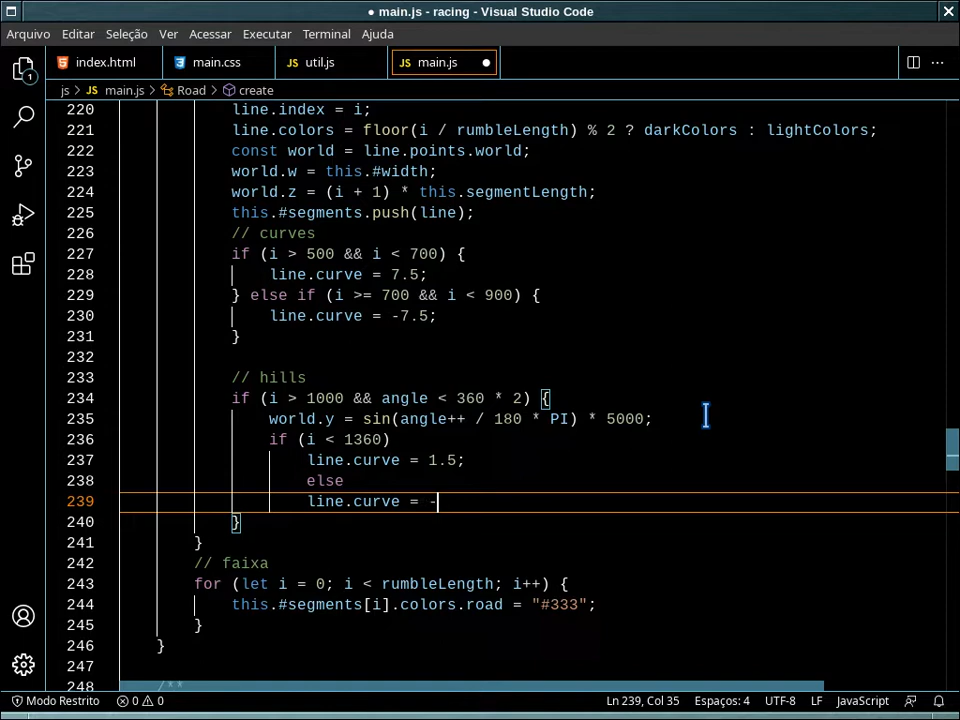 ● main.js - racing - Visual Studio Code
Arquivo Editar Seleção Ver Acessar Executar Terminal Ajuda
index.html main.css JS util.js JS main.js ●
js > JS main.js > Road > create
220 line.index = i;
221 line.colors = floor(i / rumbleLength) % 2 ? darkColors : lightColors;
222 const world = line.points.world;
223 world.w = this.#width;
224 world.z = (i + 1) * this.segmentLength;
225 this.#segments.push(line);
226 // curves
227 if (i > 500 && i < 700) {
228 line.curve = 7.5;
229 } else if (i >= 700 && i < 900) {
230 line.curve = -7.5;
231 }
232
233 // hills
234 if (i > 1000 && angle < 360 * 2) {
235 world.y = sin(angle++ / 180 * PI) * 5000;
236 if (i < 1360)
237 line.curve = 1.5;
238 else
239 line.curve = -
240 }
241 }
242 // faixa
243 for (let i = 0; i < rumbleLength; i++) {
244 this.#segments[i].colors.road = "#333";
245 }
246 }
247
248 /**
Modo Restrito 0 0 Ln 239, Col 35 Espaços: 4 UTF-8 LF JavaScript